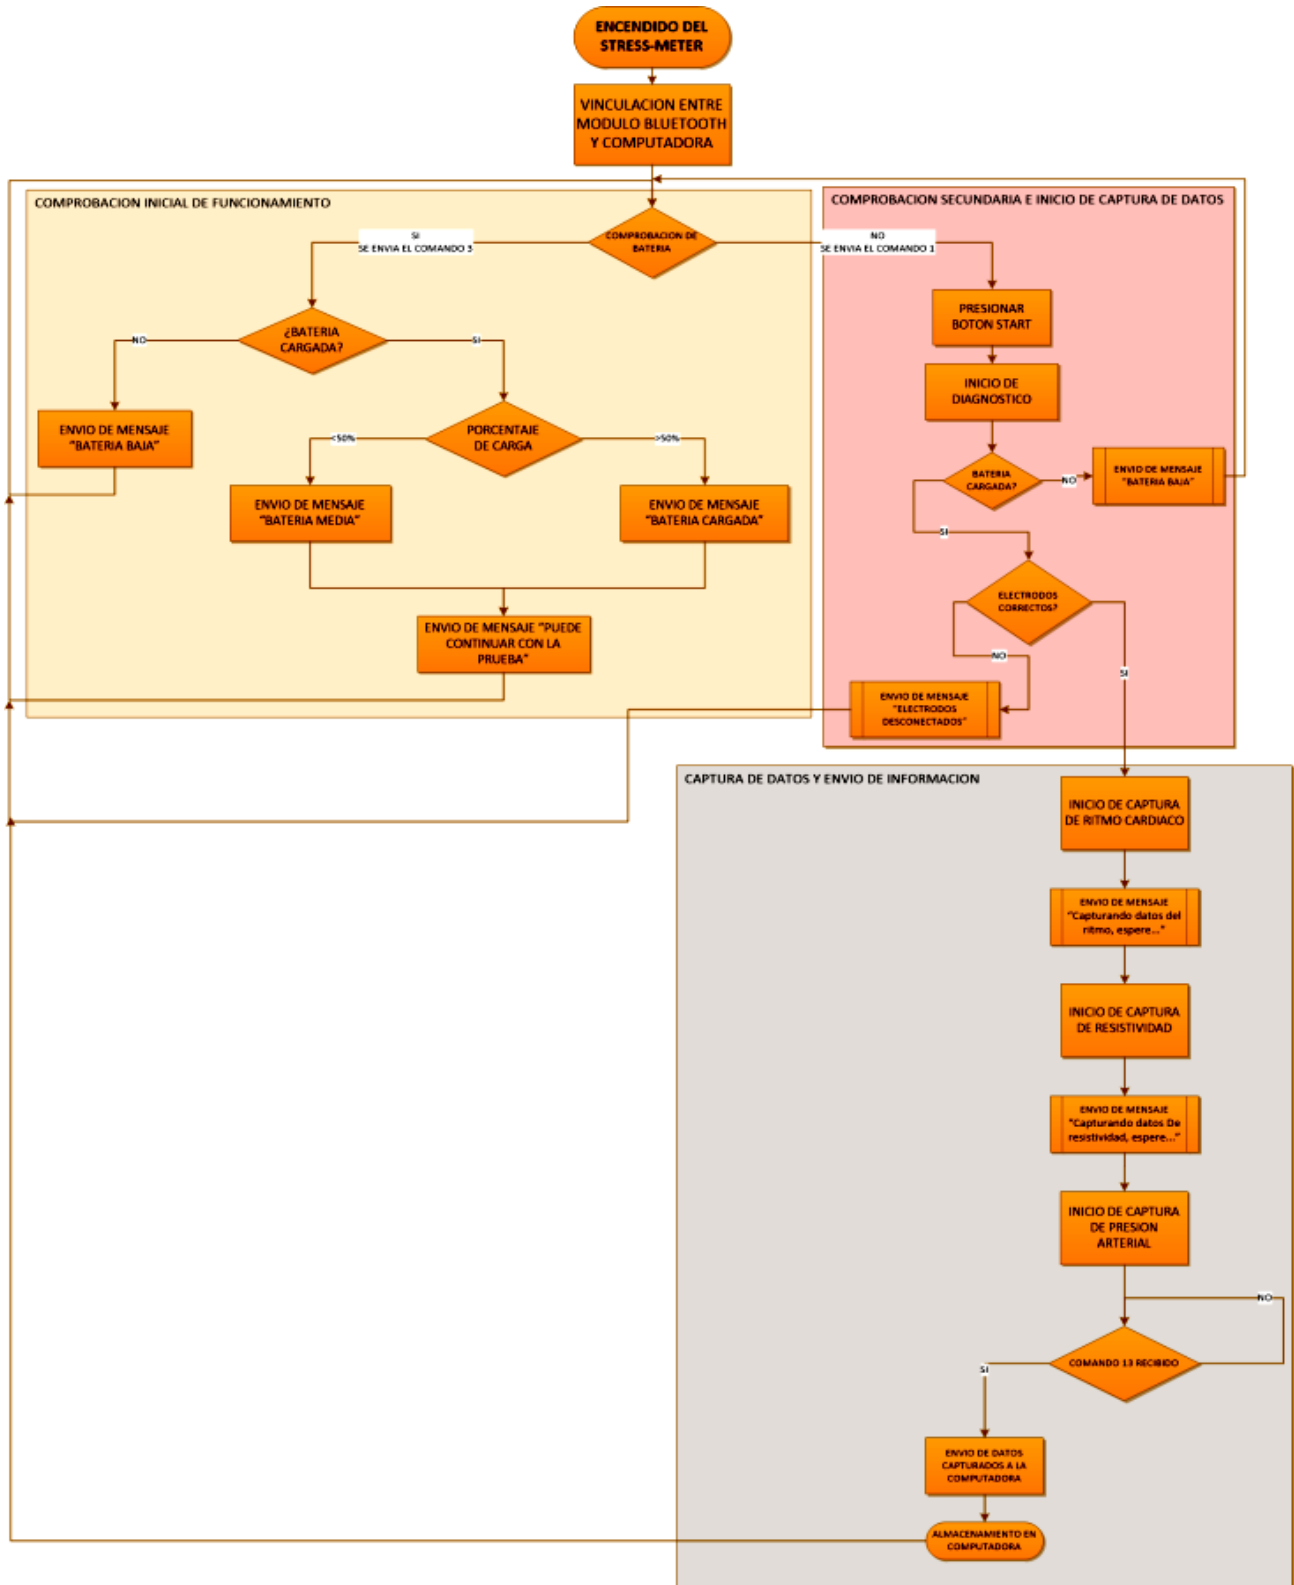 ENCENDIDO DEL
STRESS-METER
VINCULACION ENTRE
MODULO BLUETOOTH
Y COMPUTADORA
COMPROBACION INICIAL DE FUNCIONAMIENTO
COMPROBACION SECUNDARIA E INICIO DE CAPTURA DE DATOS
COMPROBACION DE
BATERIA
SI
SE ENVIA EL COMANDO 3
NO
SE ENVIA EL COMANDO 1
¿BATERIA
CARGADA?
NO
SI
ENVIO DE MENSAJE
"BATERIA BAJA"
PORCENTAJE
DE CARGA
<50%
>50%
ENVIO DE MENSAJE
"BATERIA MEDIA"
ENVIO DE MENSAJE
"BATERIA CARGADA"
ENVIO DE MENSAJE "PUEDE
CONTINUAR CON LA
PRUEBA"
PRESIONAR
BOTON START
INICIO DE
DIAGNOSTICO
BATERIA
CARGADA?
NO
ENVIO DE MENSAJE
"BATERIA BAJA"
SI
ELECTRODOS
CORRECTOS?
NO
SI
ENVIO DE MENSAJE
"ELECTRODOS
DESCONECTADOS"
CAPTURA DE DATOS Y ENVIO DE INFORMACION
INICIO DE CAPTURA
DE RITMO CARDIACO
ENVIO DE MENSAJE
"Capturando datos del
ritmo, espere..."
INICIO DE CAPTURA
DE RESISTIVIDAD
ENVIO DE MENSAJE
"Capturando datos De
resistividad, espere..."
INICIO DE CAPTURA
DE PRESION
ARTERIAL
NO
COMANDO 13 RECIBIDO
SI
ENVIO DE DATOS
CAPTURADOS A LA
COMPUTADORA
ALMACENAMIENTO EN
COMPUTADORA